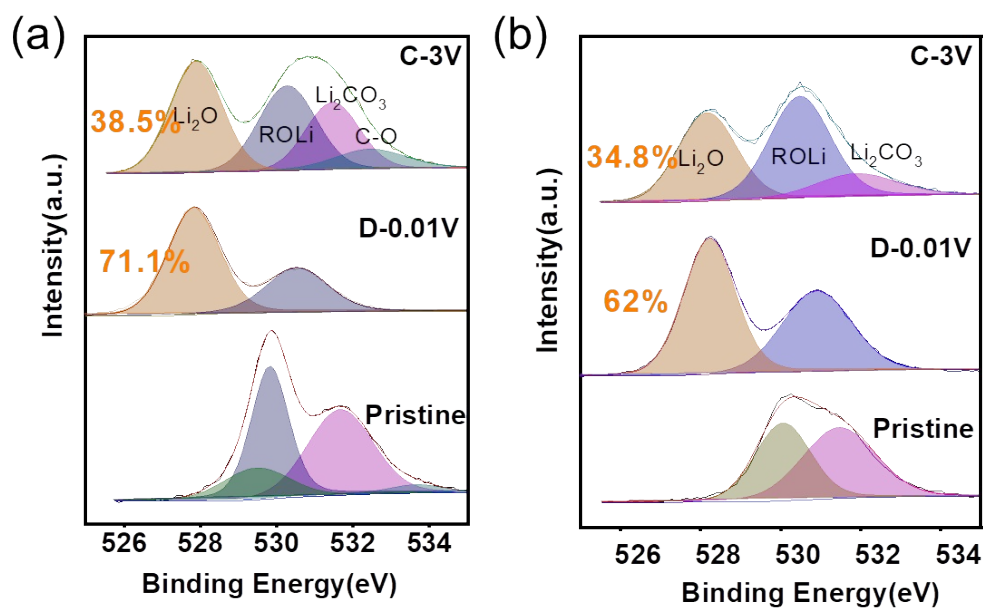 (a)
C-3V
38.5%
Li2O
ROLi
Li2CO3
C-O
D-0.01V
71.1%
Pristine
Intensity(a.u.)
526 528 530 532 534
Binding Energy(eV)
(b)
C-3V
34.8%
Li2O
ROLi
Li2CO3
D-0.01V
62%
Pristine
Intensity(a.u.)
526 528 530 532 534
Binding Energy(eV)